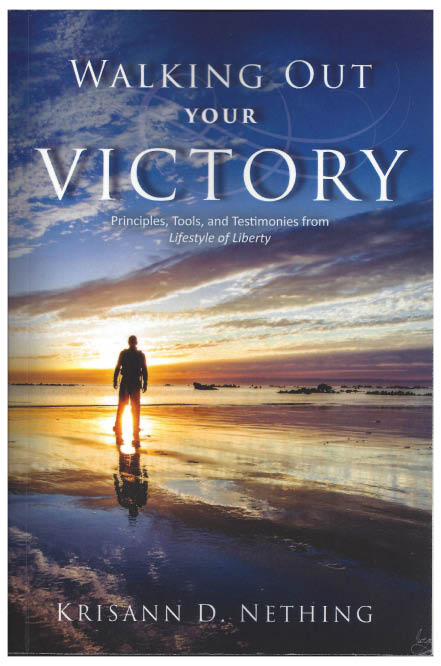 WALKING OUT
YOUR
VICTORY
Principles, Tools, and Testimonies from
Lifestyle of Liberty
KRISANN D. NETHING